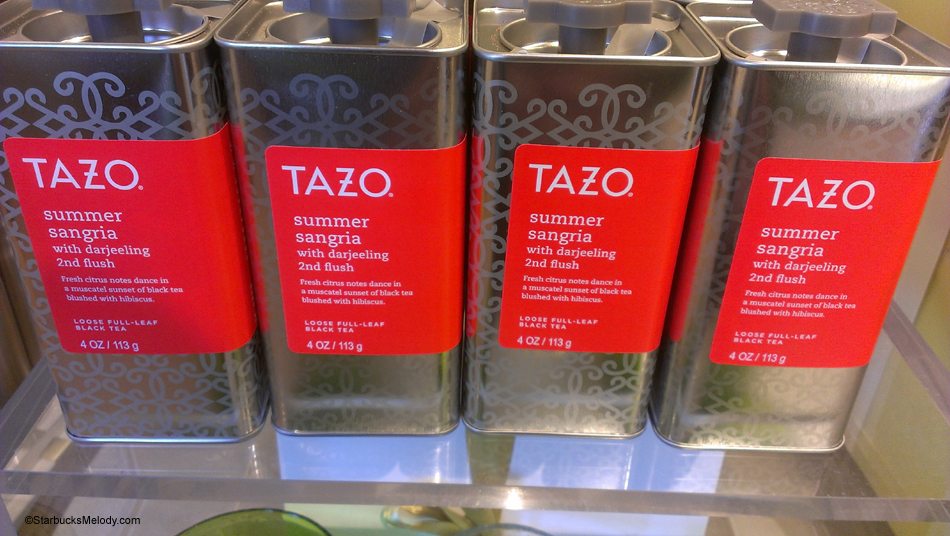 TAZO®
summer
sangria
with darjeeling
2nd flush
Fresh citrus notes dance in
a muscatel sunset of black tea
blushed with hibiscus.
LOOSE FULL-LEAF
BLACK TEA
4 OZ / 113 g
TAZO®
summer
sangria
with darjeeling
2nd flush
Fresh citrus notes dance in
a muscatel sunset of black tea
blushed with hibiscus.
LOOSE FULL-LEAF
BLACK TEA
4 OZ / 113 g
TAZO®
summer
sangria
with darjeeling
2nd flush
Fresh citrus notes dance in
a muscatel sunset of black tea
blushed with hibiscus.
LOOSE FULL-LEAF
BLACK TEA
4 OZ / 113 g
TAZO®
summer
sangria
with darjeeling
2nd flush
Fresh citrus notes dance in
a muscatel sunset of black tea
blushed with hibiscus.
LOOSE FULL-LEAF
BLACK TEA
4 OZ / 113 g
©StarbucksMelody.com